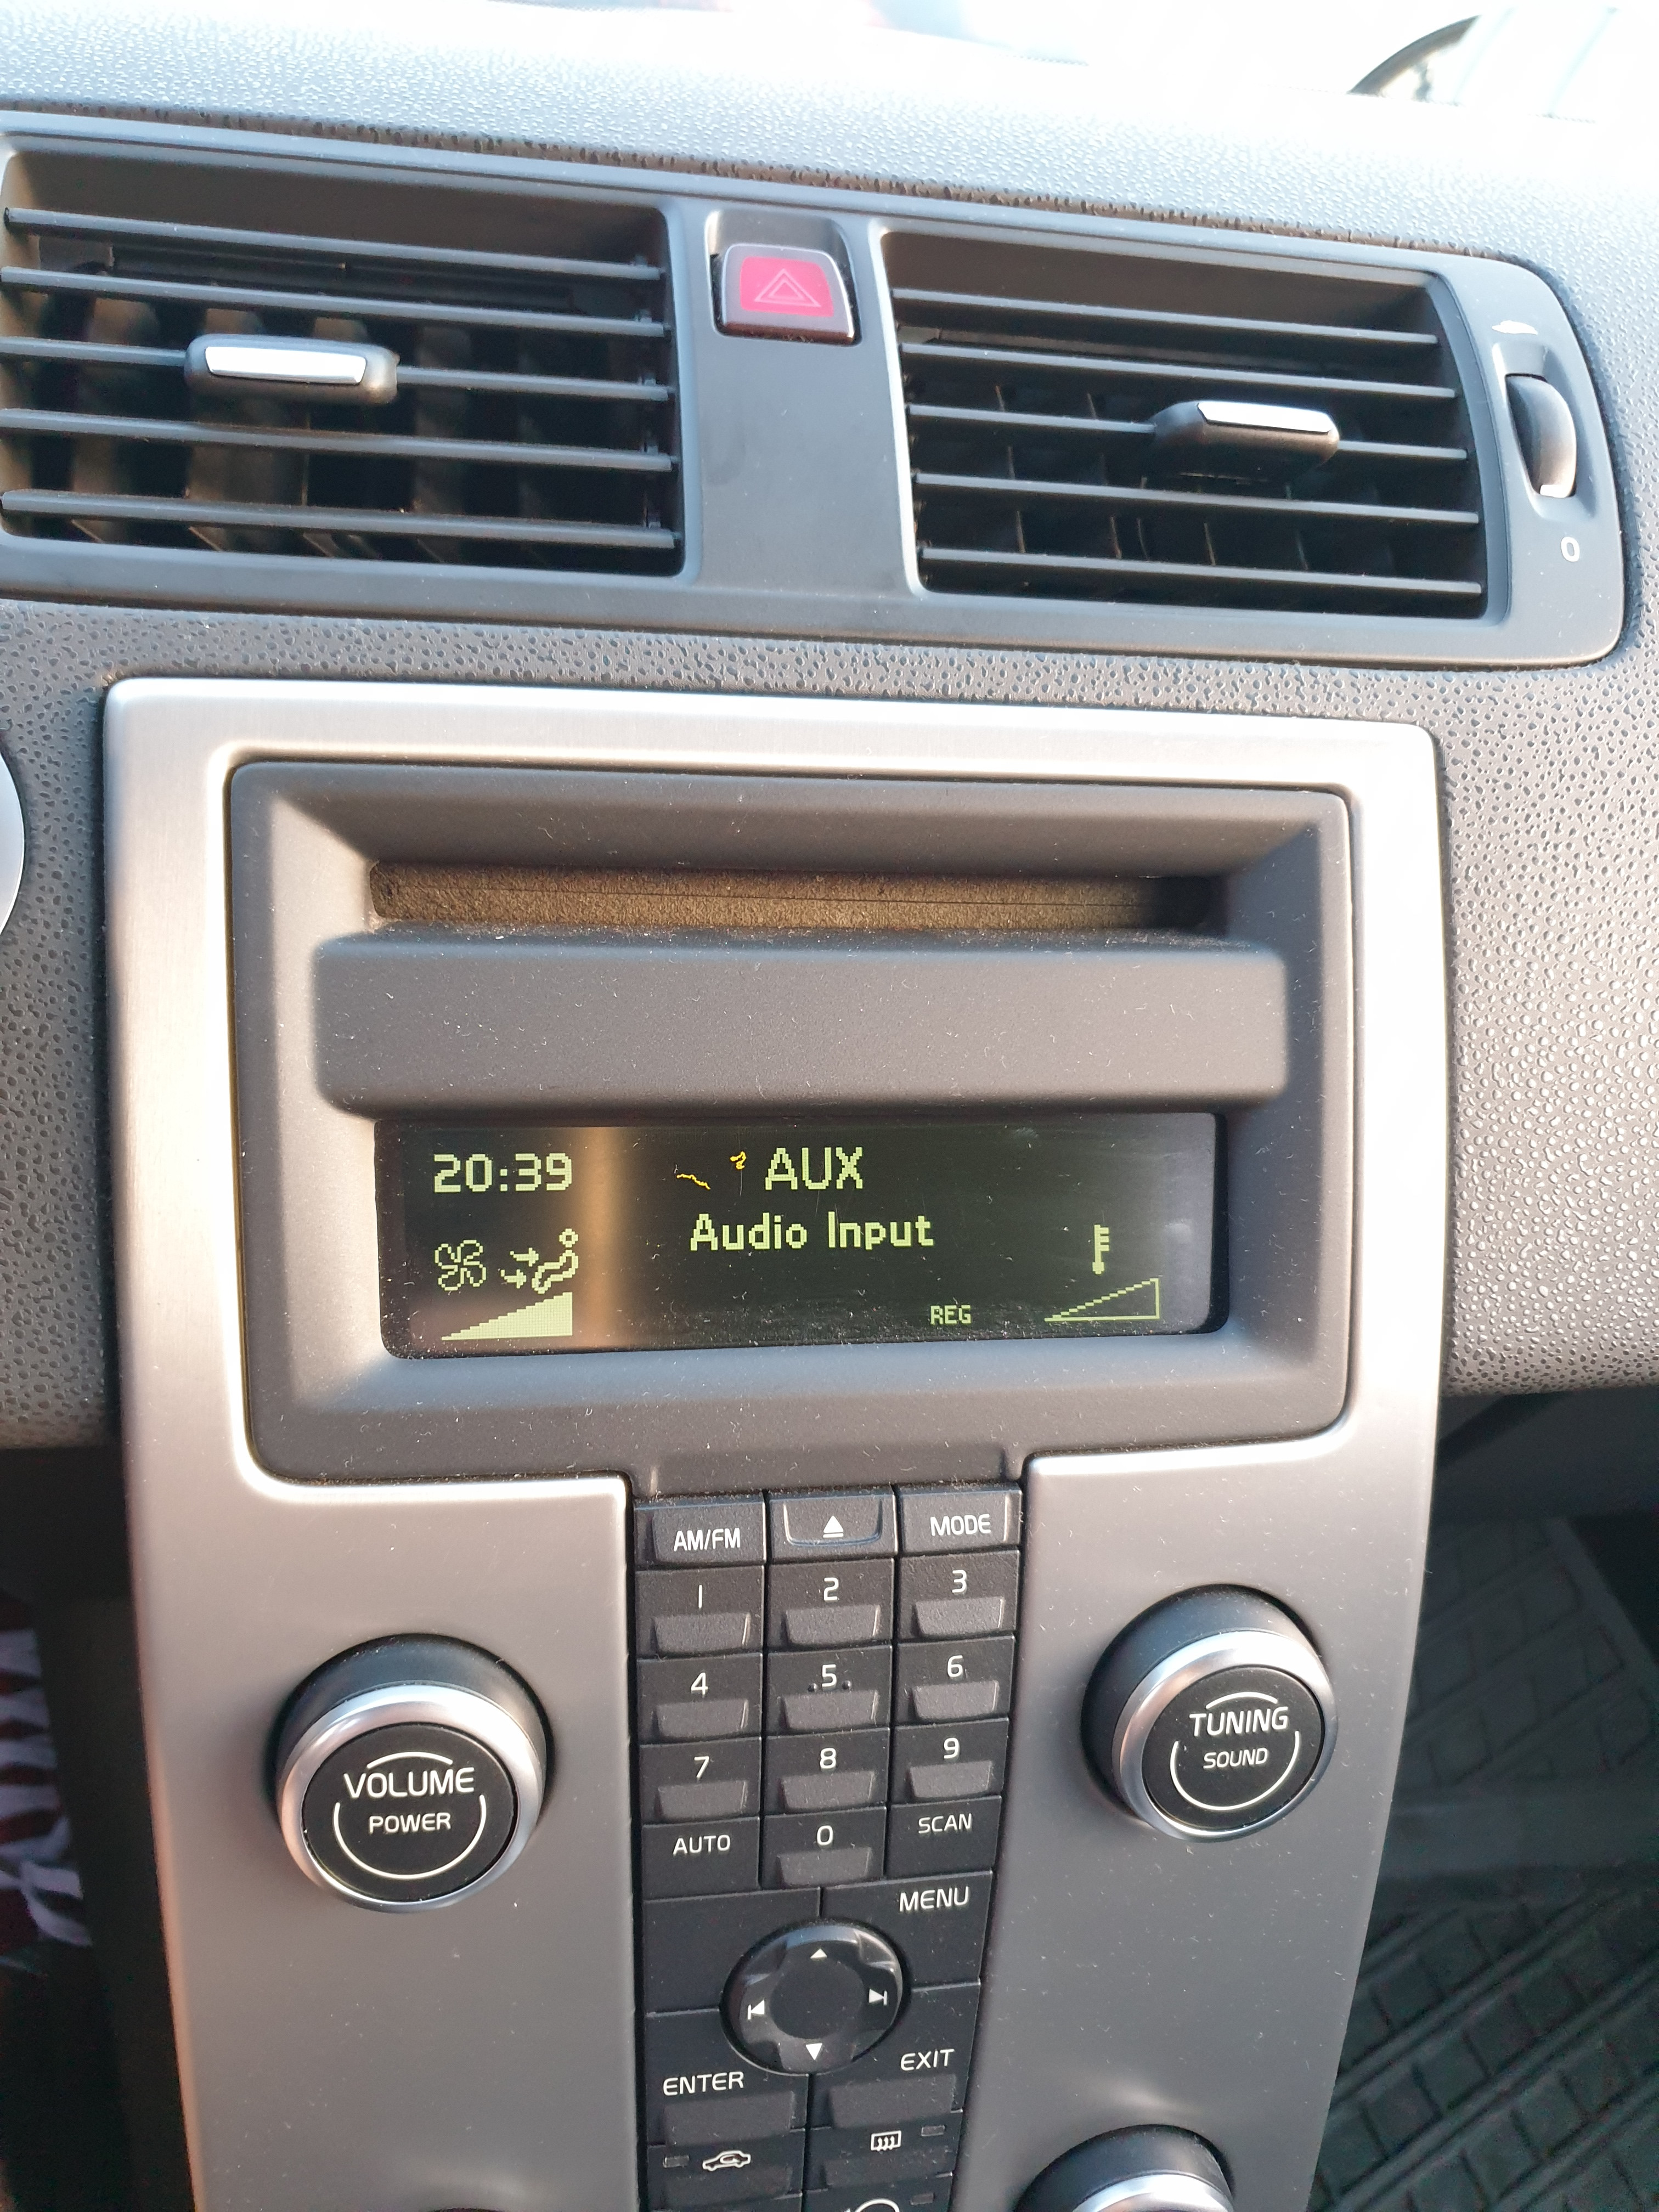 0
20:39
AUX
Audio Input
REG
AM/FM
MODE
1
2
3
4
.5.
6
7
8
9
AUTO
0
SCAN
VOLUME
POWER
TUNING
SOUND
MENU
ENTER
EXIT